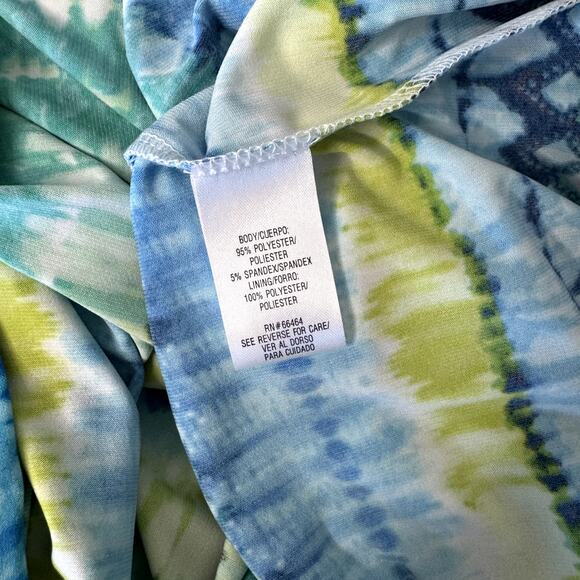 BODY/CUERPO:
95% POLYESTER/
POLIESTER
5% SPANDEX/SPANDEX
LINING/FORRO:
100% POLYESTER/
POLIESTER
RN#66464
SEE REVERSE FOR CARE/
VER AL DORSO
PARA CUIDADO